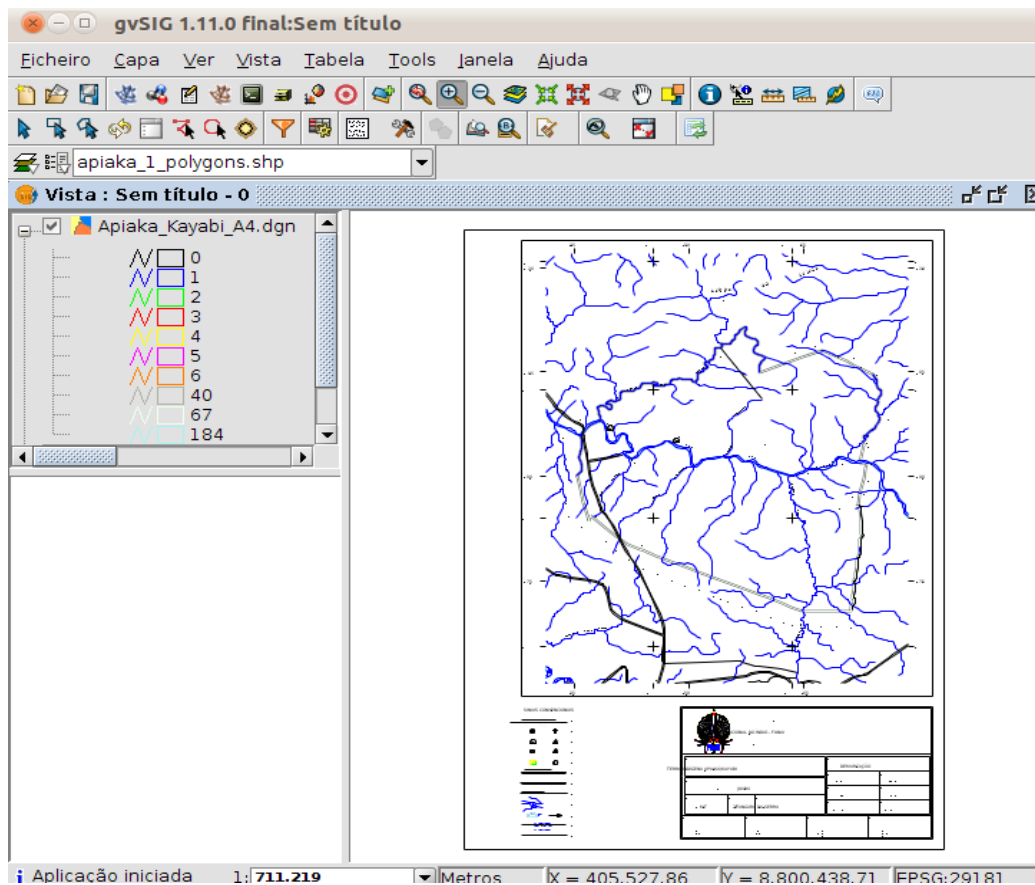 gvSIG 1.11.0 final:Sem título
Ficheiro Capa Ver Vista Tabela Tools Janela Ajuda
apiaka_1_polygons.shp
Vista : Sem título - 0
Apiaka_Kayabi_A4.dgn
0
1
2
3
4
5
6
40
67
184
SINAIS CONVENCIONAIS
Aplicação iniciada 1: 711.219 Metros X = 405.527,86 Y = 8.800.438,71 EPSG:29181